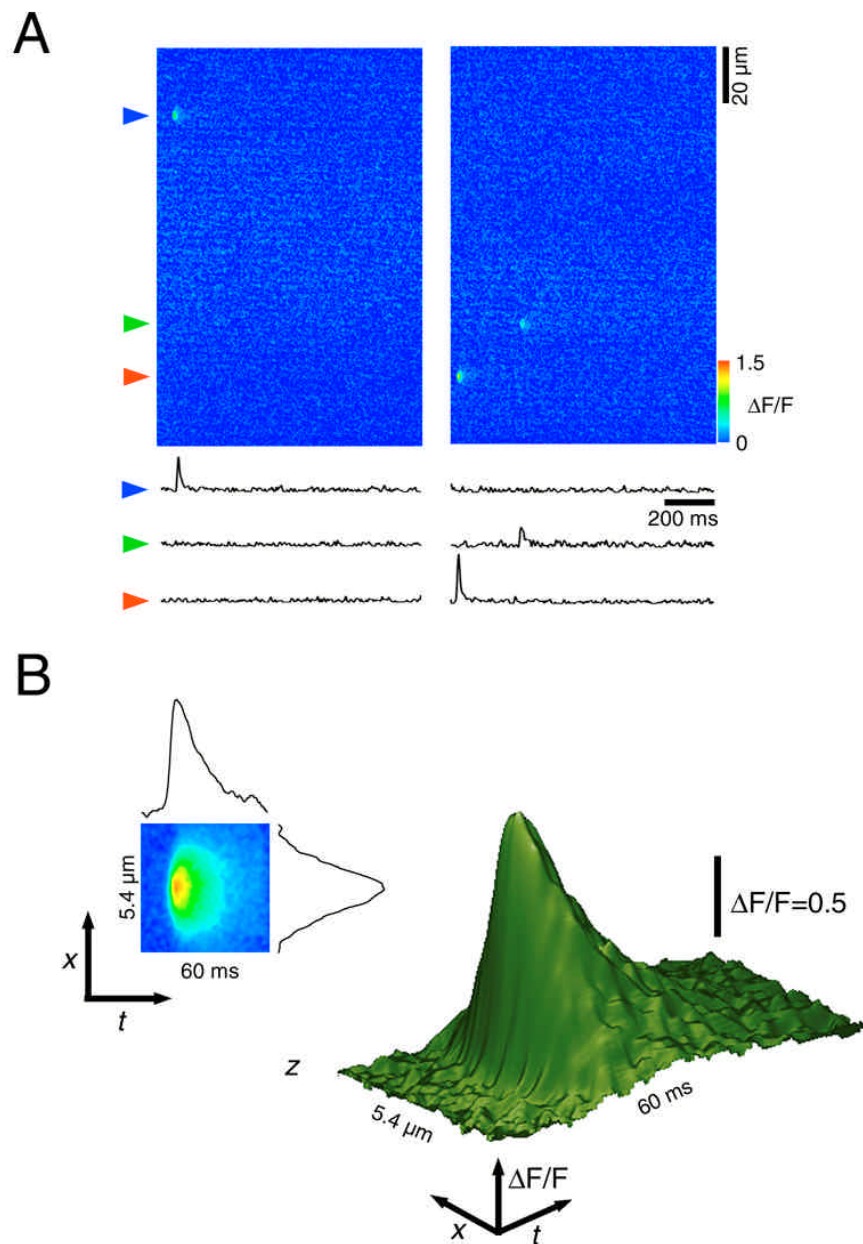 A
20 µm
1.5
ΔF/F
0
200 ms
B
5.4 µm
60 ms
x
t
ΔF/F=0.5
z
5.4 µm
60 ms
ΔF/F
x
t